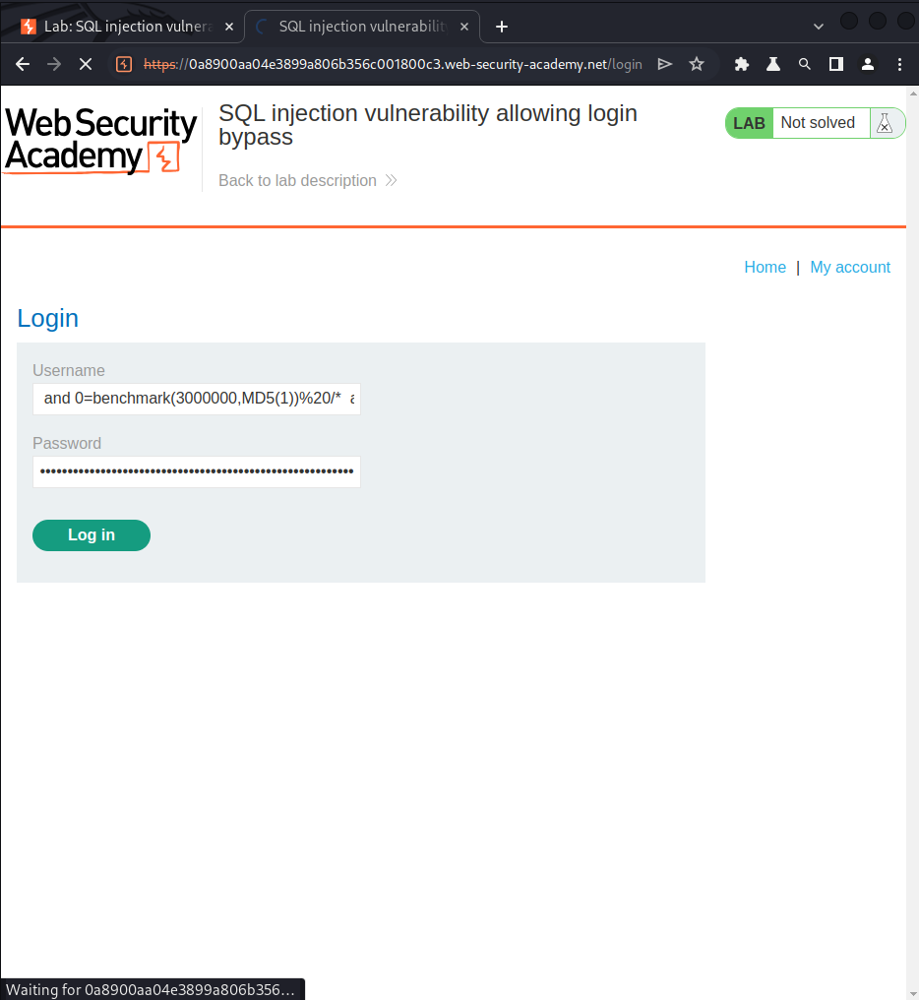 Lab: SQL injection vulnera
SQL injection vulnerability
https://0a8900aa04e3899a806b356c001800c3.web-security-academy.net/login
Web Security
Academy
SQL injection vulnerability allowing login
bypass
LAB Not solved
Back to lab description
Home | My account
Login
Username
and 0=benchmark(3000000,MD5(1))%20/* a
Password
Log in
Waiting for 0a8900aa04e3899a806b356...